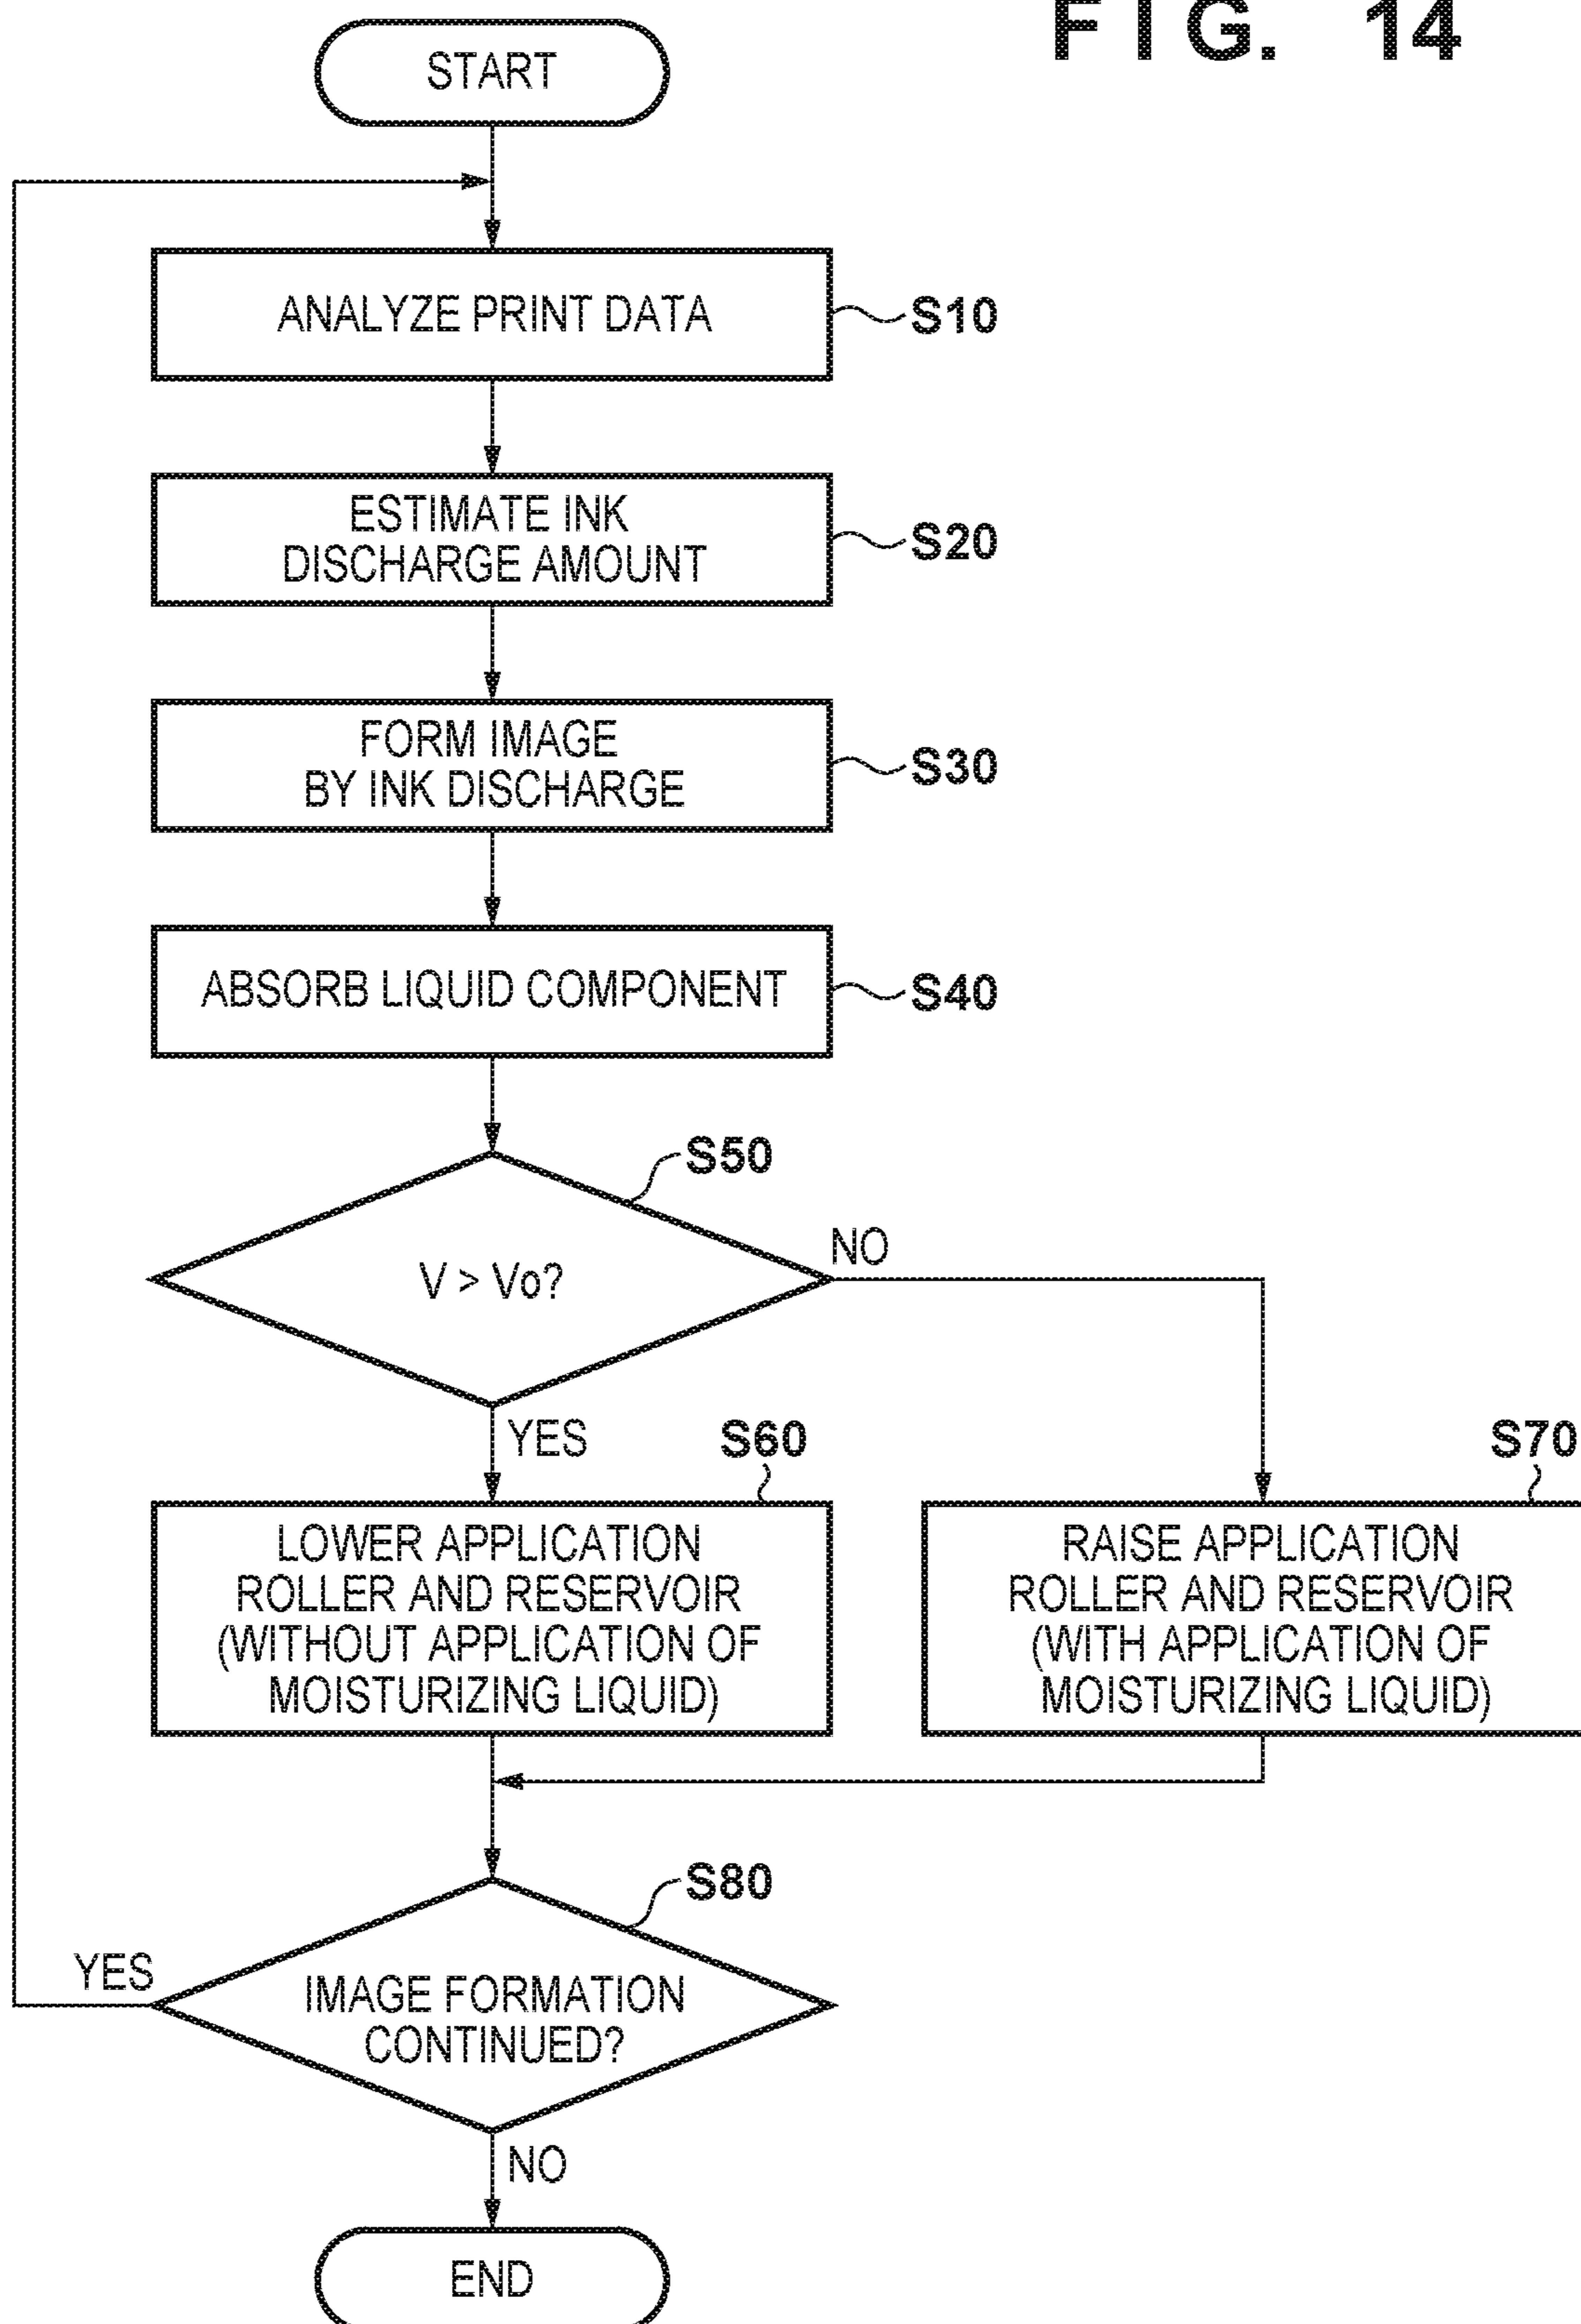 FIG. 14
START
ANALYZE PRINT DATA
S10
ESTIMATE INK
DISCHARGE AMOUNT
S20
FORM IMAGE
BY INK DISCHARGE
S30
ABSORB LIQUID COMPONENT
S40
S50
V > Vo?
NO
YES
S60
LOWER APPLICATION
ROLLER AND RESERVOIR
(WITHOUT APPLICATION OF
MOISTURIZING LIQUID)
S70
RAISE APPLICATION
ROLLER AND RESERVOIR
(WITH APPLICATION OF
MOISTURIZING LIQUID)
S80
YES
IMAGE FORMATION
CONTINUED?
NO
END